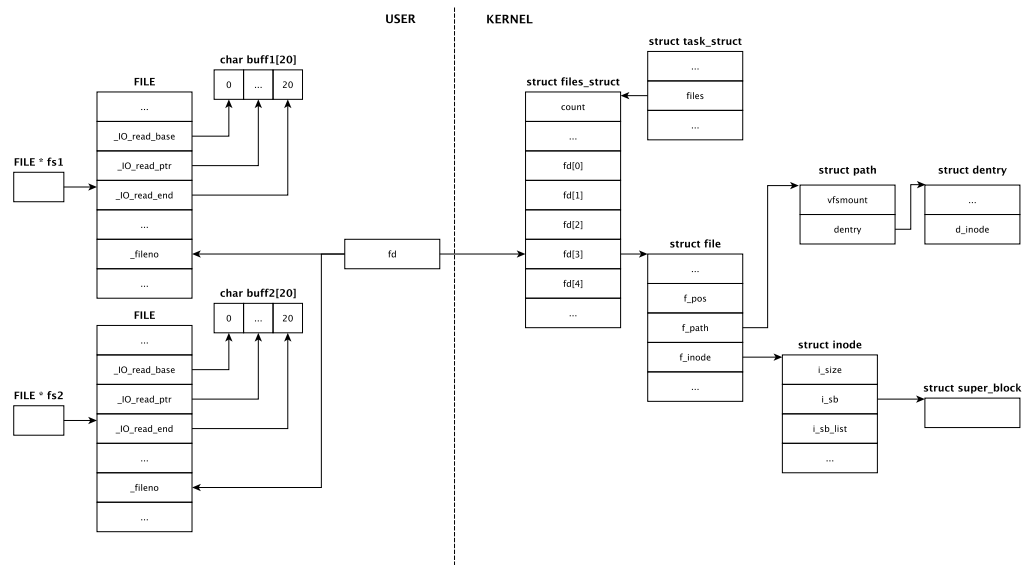 USER
KERNEL
FILE * fs1
FILE
...
_IO_read_base
_IO_read_ptr
_IO_read_end
...
_fileno
...
char buff1[20]
0 ... 20
FILE * fs2
FILE
...
_IO_read_base
_IO_read_ptr
_IO_read_end
...
_fileno
...
char buff2[20]
0 ... 20
fd
struct files_struct
count
...
fd[0]
fd[1]
fd[2]
fd[3]
fd[4]
...
struct task_struct
...
files
...
struct file
...
f_pos
f_path
f_inode
...
struct path
vfsmount
dentry
struct dentry
...
d_inode
struct inode
i_size
i_sb
i_sb_list
...
struct super_block